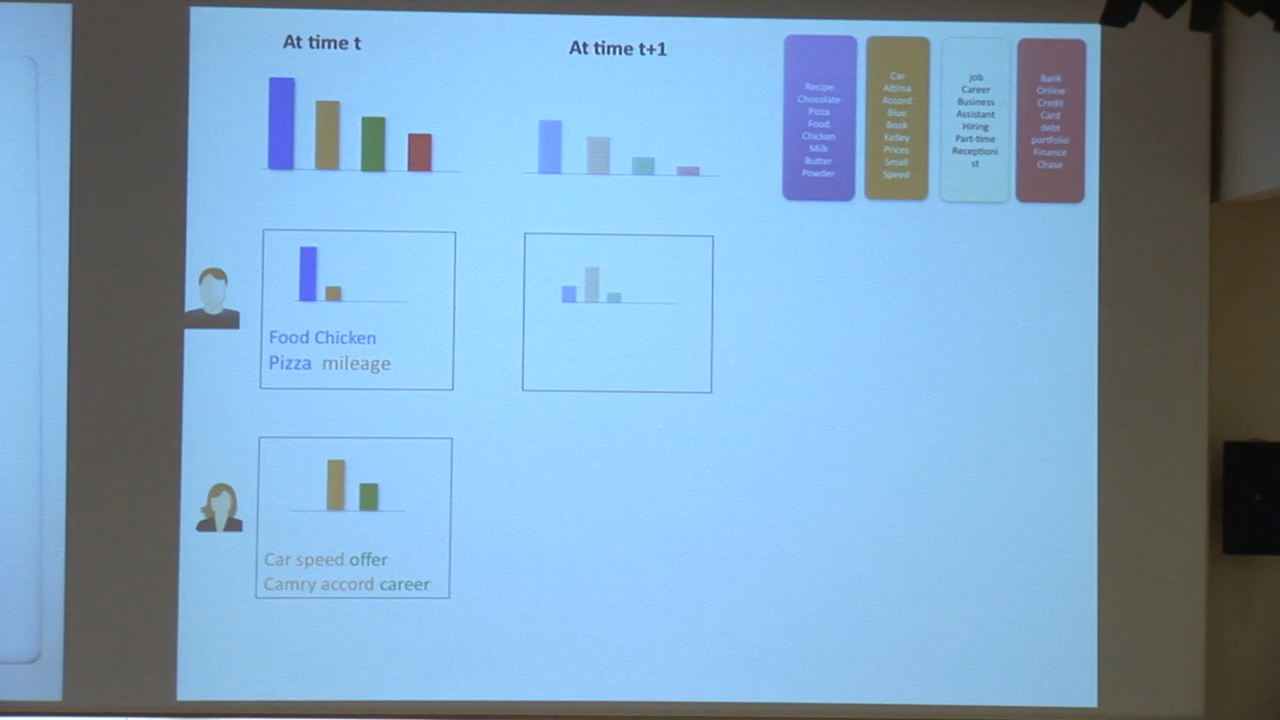 At time t
At time t+1
Recipe
Chocolate
Pizza
Food
Chicken
Milk
Butter
Powder
Car
Altima
Accord
Blue
Book
Kelley
Prices
Small
Speed
job
Career
Business
Assistant
Hiring
Part-time
Receptioni
st
Bank
Online
Credit
Card
debt
portfolio
Finance
Chase
Food Chicken
Pizza mileage
Car speed offer
Camry accord career